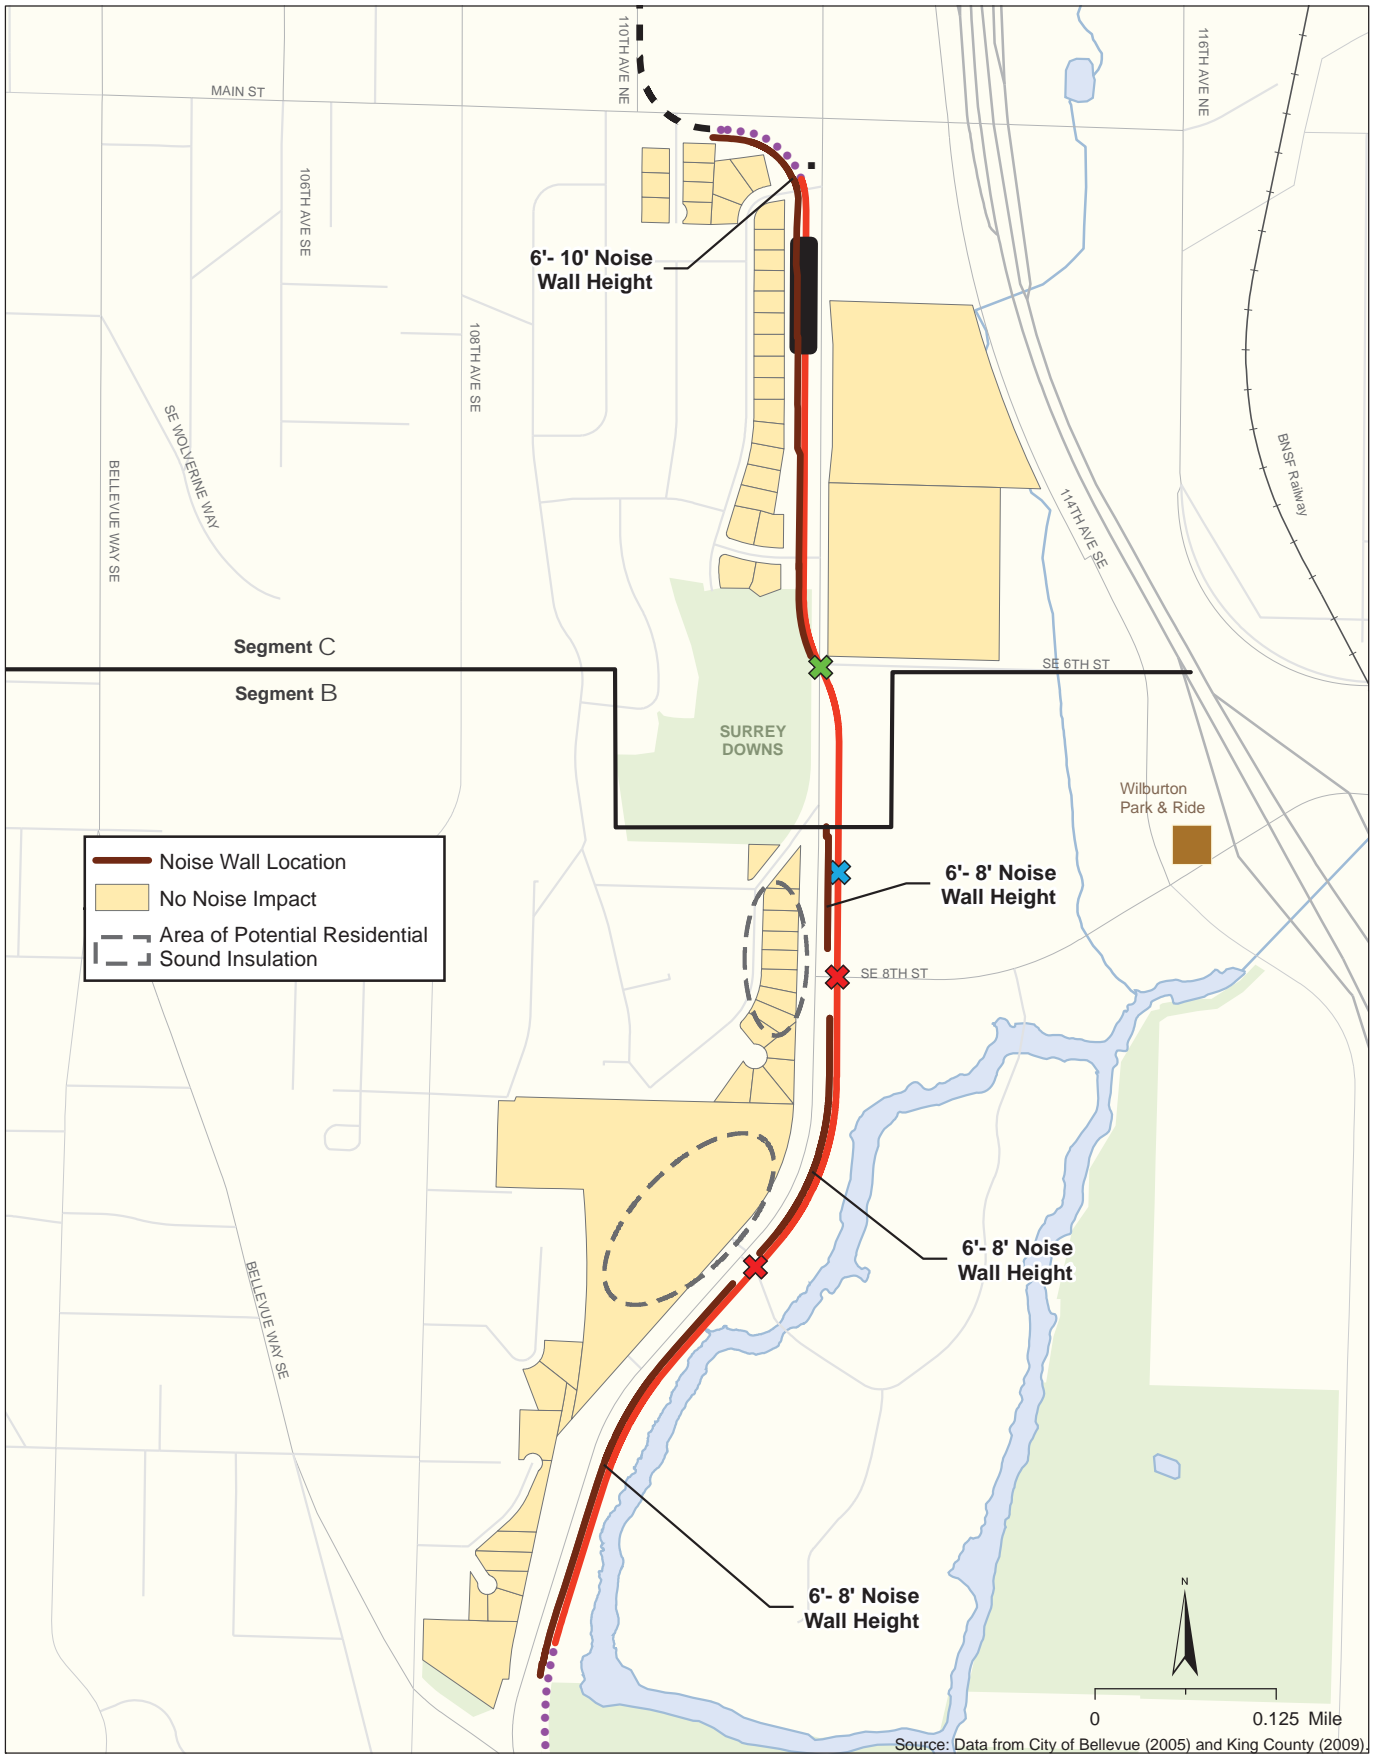 110TH AVE NE
116TH AVE NE
MAIN ST
106TH AVE SE
6'- 10' Noise
Wall Height
108TH AVE SE
SE WOLVERINE WAY
BELLEVUE WAY SE
BNSF Railway
114TH AVE SE
Segment C
SE 6TH ST
Segment B
SURREY
DOWNS
Wilburton
Park & Ride
Noise Wall Location
No Noise Impact
Area of Potential Residential
Sound Insulation
6'- 8' Noise
Wall Height
SE 8TH ST
6'- 8' Noise
Wall Height
BELLEVUE WAY SE
6'- 8' Noise
Wall Height
N
0
0.125 Mile
Source: Data from City of Bellevue (2005) and King County (2009).